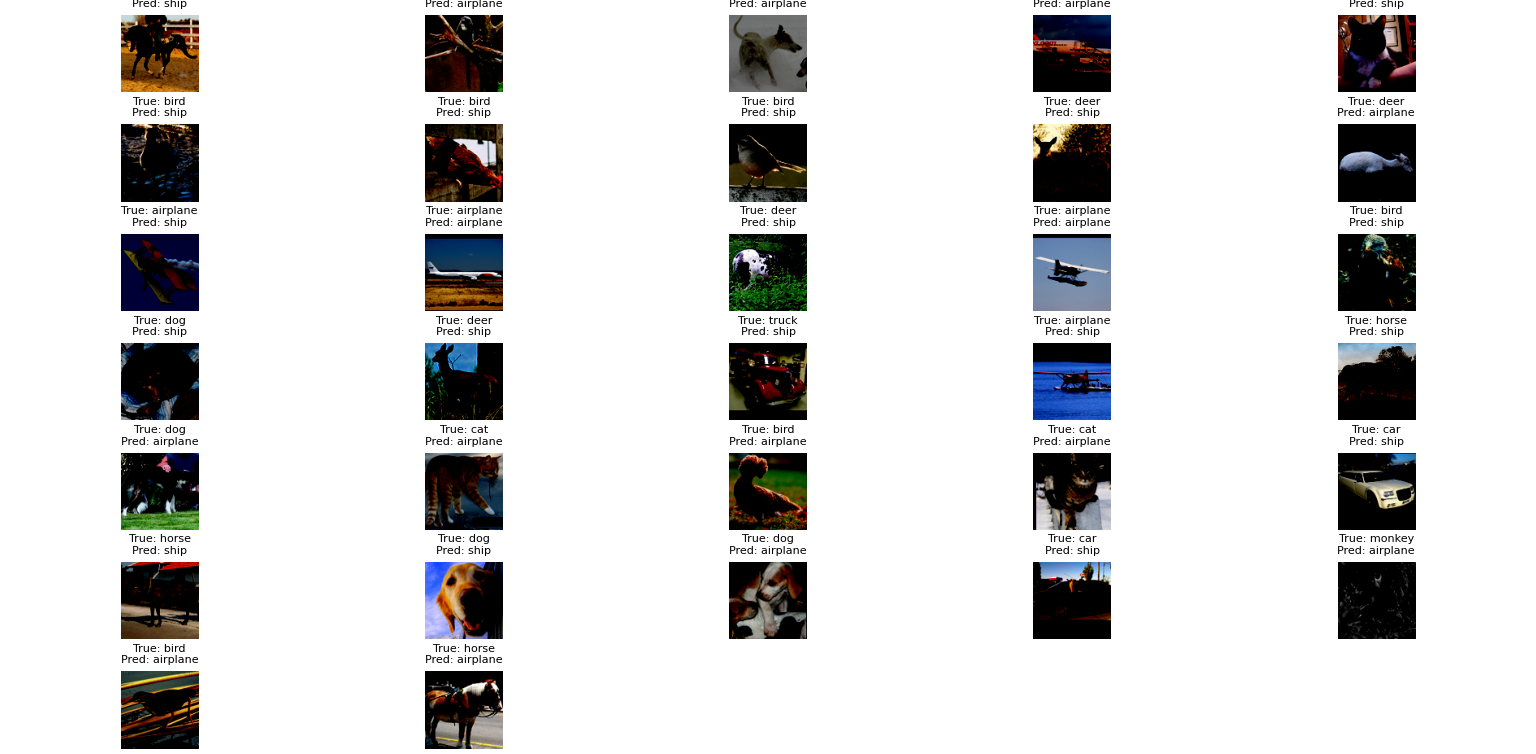 Pred: ship
Pred: airplane
Pred: airplane
Pred: airplane
Pred: ship
True: bird
Pred: ship
True: bird
Pred: ship
True: bird
Pred: ship
True: deer
Pred: ship
True: deer
Pred: airplane
True: airplane
Pred: ship
True: airplane
Pred: airplane
True: deer
Pred: ship
True: airplane
Pred: airplane
True: bird
Pred: ship
True: dog
Pred: ship
True: deer
Pred: ship
True: truck
Pred: ship
True: airplane
Pred: ship
True: horse
Pred: ship
True: dog
Pred: airplane
True: cat
Pred: airplane
True: bird
Pred: airplane
True: cat
Pred: airplane
True: car
Pred: ship
True: horse
Pred: ship
True: dog
Pred: ship
True: dog
Pred: airplane
True: car
Pred: ship
True: monkey
Pred: airplane
True: bird
Pred: airplane
True: horse
Pred: airplane